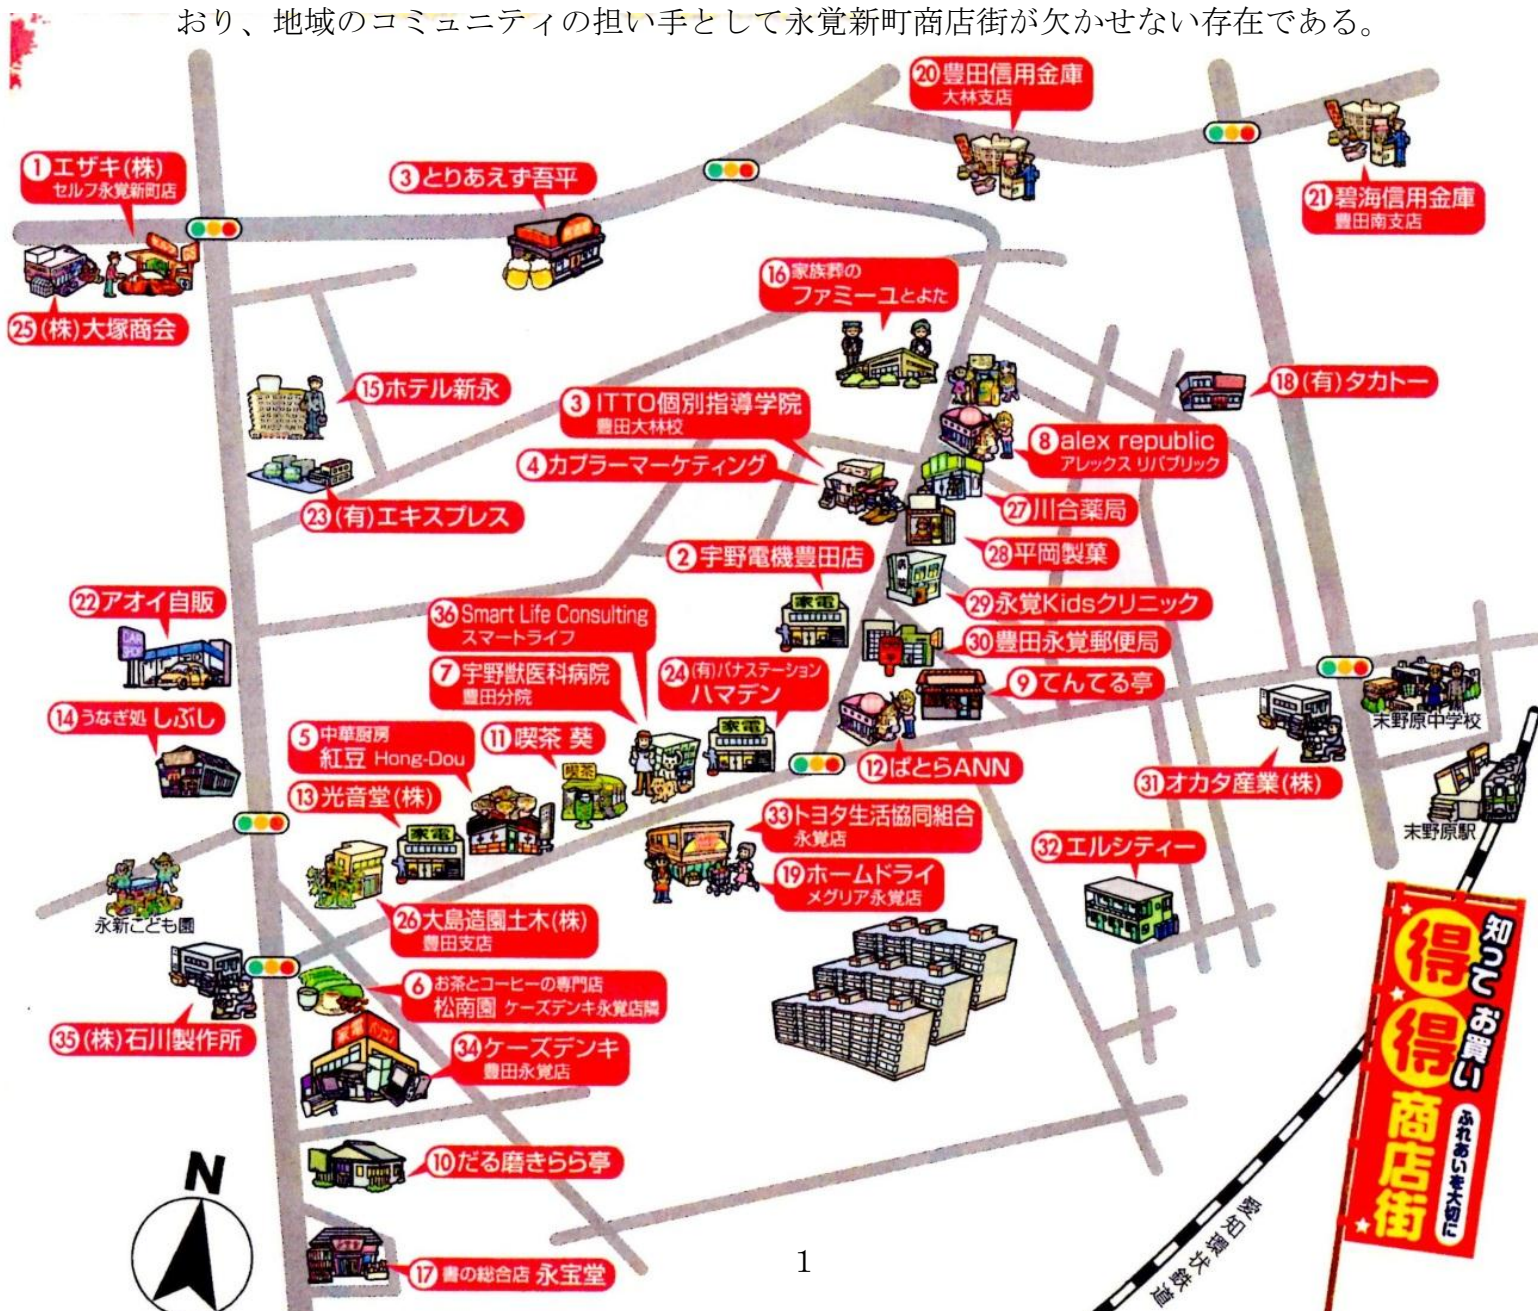 おり、地域のコミュニティの担い手として永覚新町商店街が欠かせない存在である。
⑳豊田信用金庫
大林支店
①エザキ(株)
セルフ永覚新町店
③とりあえず吾平
㉑碧海信用金庫
豊田南支店
⑯家族葬の
ファミーユとよた
㉕(株)大塚商会
⑮ホテル新永
③ITTO個別指導学院
豊田大林校
⑱(有)タカトー
⑧alex republic
アレックス リパブリック
④カプラーマーケティング
㉓(有)エキスプレス
㉗川合薬局
㉘平岡製菓
②宇野電機豊田店
家電
㉒アオイ自販
CAR
SHOP
㊱Smart Life Consulting
スマートライフ
㉙永覚Kidsクリニック
㉚豊田永覚郵便局
⑦宇野獣医科病院
豊田分院
㉔(有)パナステーション
ハマデン
⑨てんてる亭
⑭うなぎ処 しぶし
⑤中華厨房
紅豆 Hong-Dou
⑪喫茶 葵
家電
末野原中学校
⑫ぱとらANN
㉛オカタ産業(株)
⑬光音堂(株)
喫茶
家電
㉝トヨタ生活協同組合
永覚店
末野原駅
㉜エルシティー
⑲ホームドライ
メグリア永覚店
永新こども園
㉖大島造園土木(株)
豊田支店
⑥お茶とコーヒーの専門店
松南園 ケーズデンキ永覚店隣
㉟(株)石川製作所
家電 パソコン
㉞ケーズデンキ
豊田永覚店
知って お買い
得 得
商店街
ふれあいを大切に
⑩だる磨きらら亭
N
愛知環状鉄道
⑰書の総合店 永宝堂
1